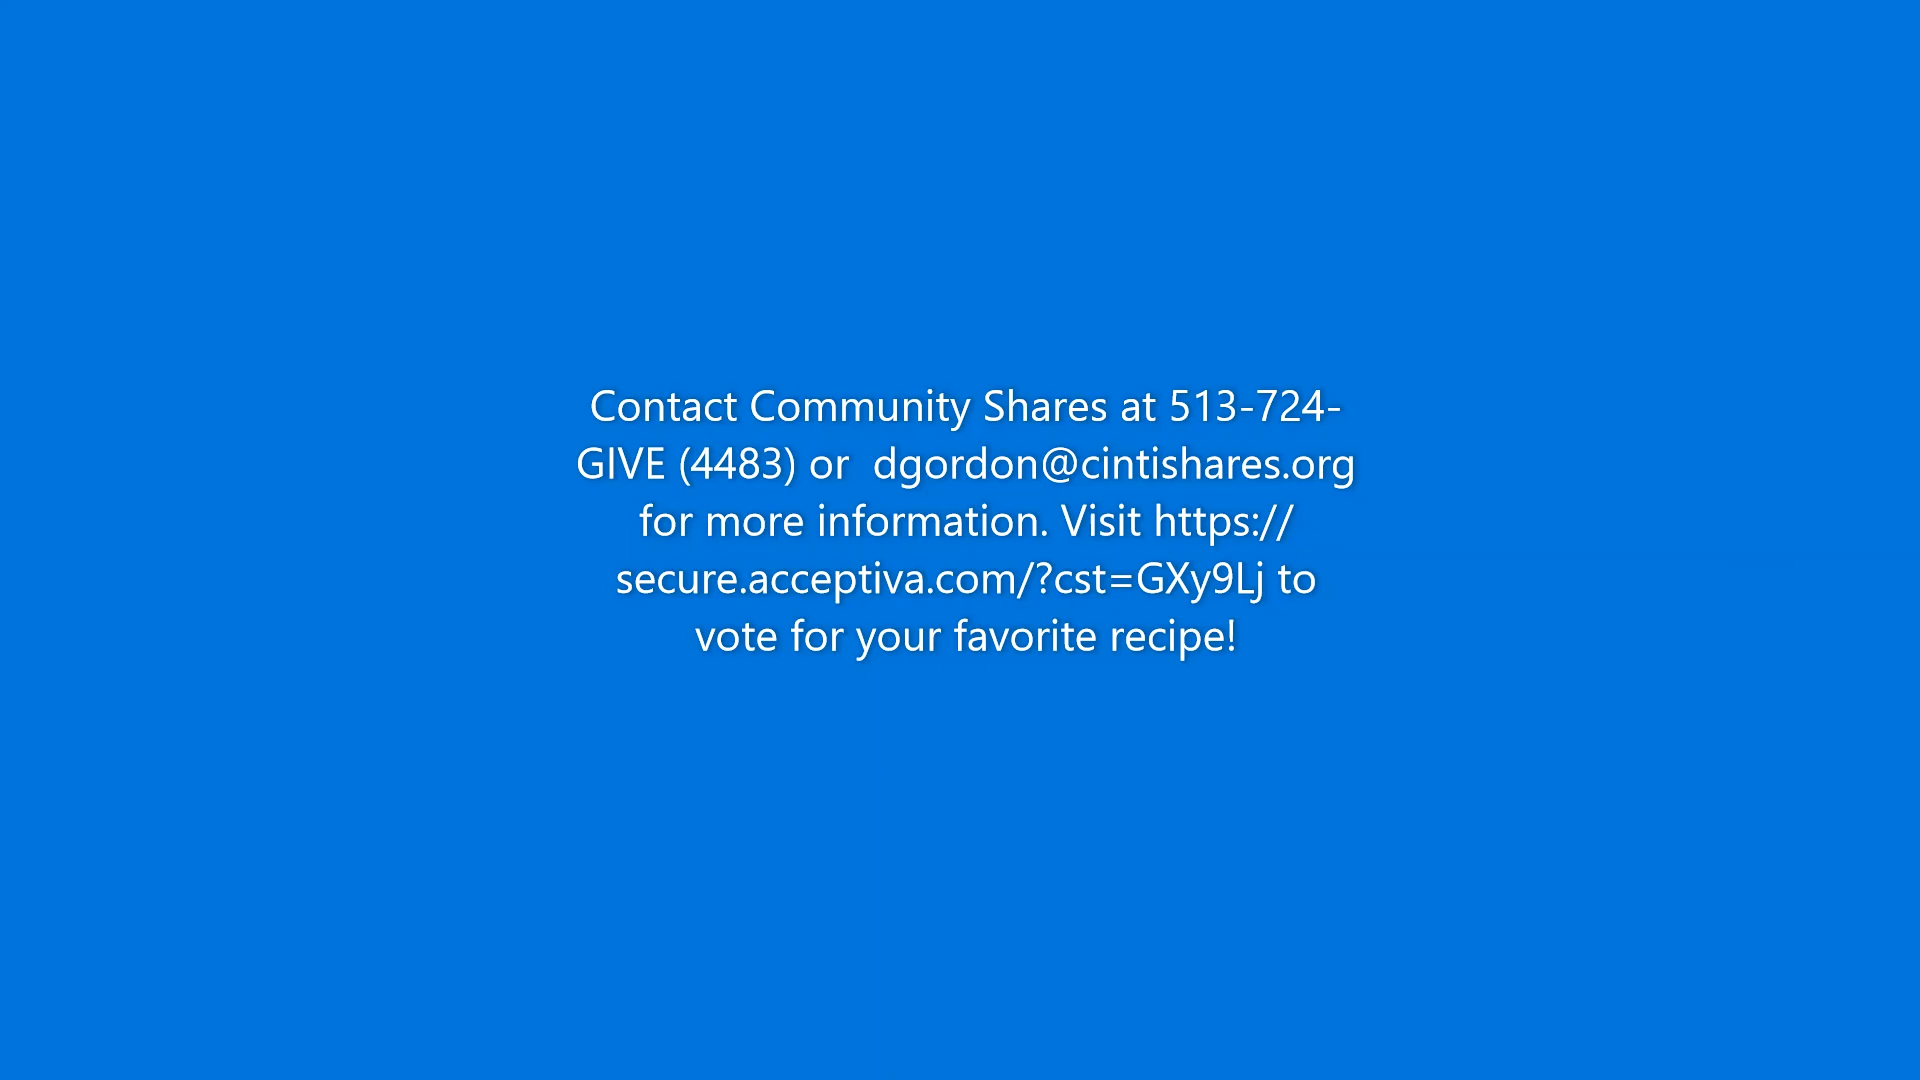 Contact Community Shares at 513-724-
GIVE (4483) or  dgordon@cintishares.org
for more information. Visit https://
secure.acceptiva.com/?cst=GXy9Lj to
vote for your favorite recipe!